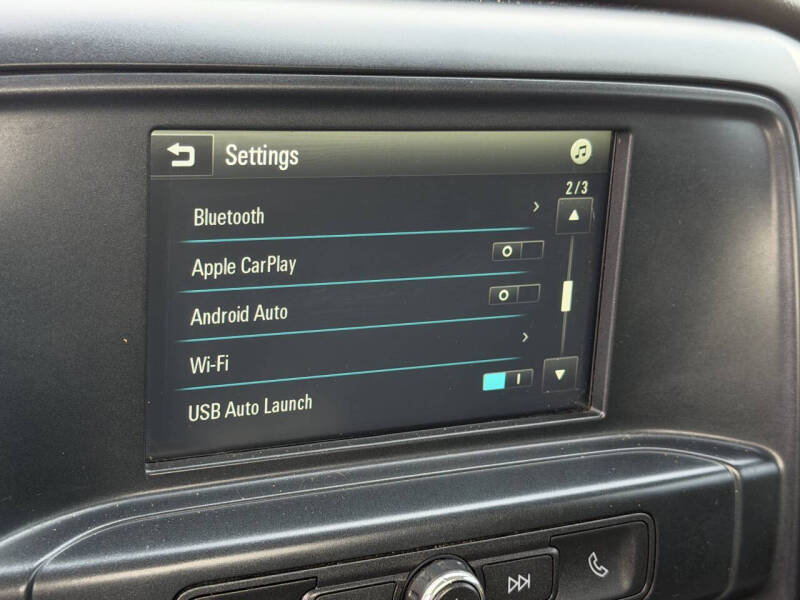 Settings
2/3
Bluetooth
Apple CarPlay
Android Auto
Wi-Fi
USB Auto Launch